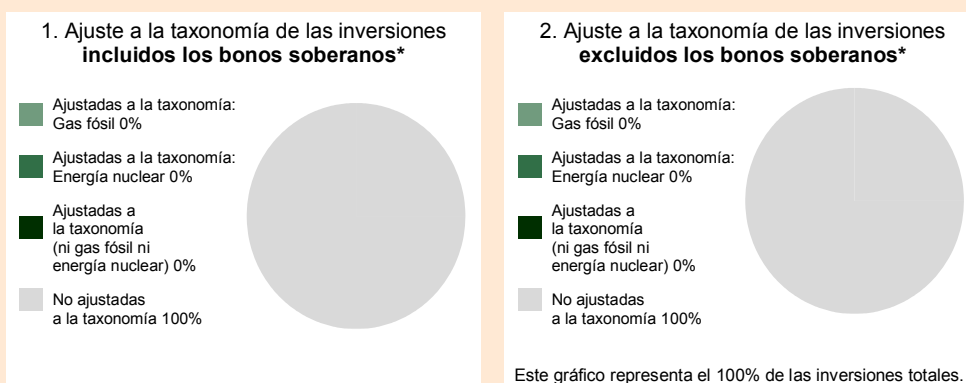 1. Ajuste a la taxonomía de las inversiones
incluidos los bonos soberanos*
Ajustadas a la taxonomía:
Gas fósil 0%
Ajustadas a la taxonomía:
Energía nuclear 0%
Ajustadas a
la taxonomía
(ni gas fósil ni
energía nuclear) 0%
No ajustadas
a la taxonomía 100%
2. Ajuste a la taxonomía de las inversiones
excluidos los bonos soberanos*
Ajustadas a la taxonomía:
Gas fósil 0%
Ajustadas a la taxonomía:
Energía nuclear 0%
Ajustadas a
la taxonomía
(ni gas fósil ni
energía nuclear) 0%
No ajustadas
a la taxonomía 100%
Este gráfico representa el 100% de las inversiones totales.